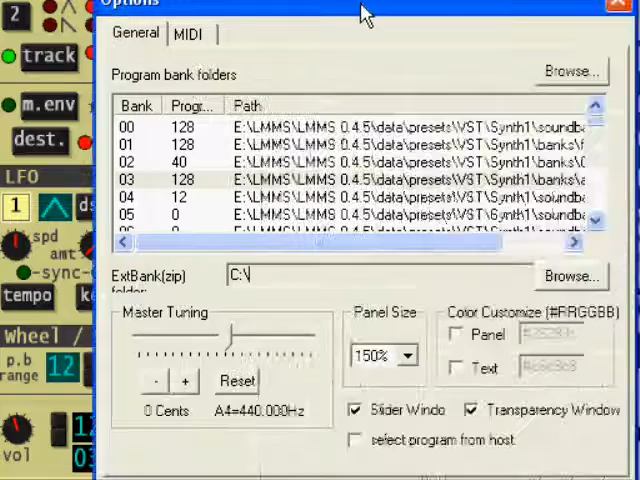 Options
2
General
MIDI
track
Program bank folders
Browse...
m.env
Bank Progr... Path
00 128 E:\LMMS\LMMS 0.4.5\data\presets\VST\Synth1\soundba
dest.
01 128 E:\LMMS\LMMS 0.4.5\data\presets\VST\Synth1\banks\
02 40 E:\LMMS\LMMS 0.4.5\data\presets\VST\Synth1\banks\
LFO
03 128 E:\LMMS\LMMS 0.4.5\data\presets\VST\Synth1\banks\
1
04 12 E:\LMMS\LMMS 0.4.5\data\presets\VST\Synth1\soundba
05 0 E:\LMMS\LMMS 0.4.5\data\presets\VST\Synth1\soundba
spd
amt
-sync-
ExtBank(zip)
C:\
Browse...
tempo
Master Tuning
Panel Size
Color Customize (#RRGGBB)
Wheel /
Panel
p.b
range
12
150%
Text
- + Reset
0 Cents A4=440.000Hz
Slider Windo
Transparency Window
vol
select program from host